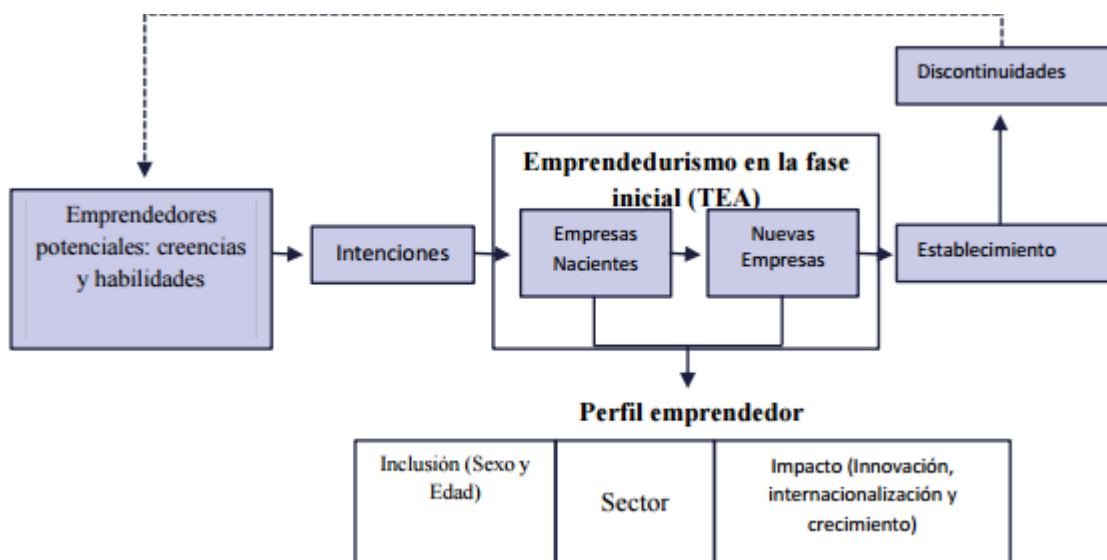 Discontinuidades
Emprendedurismo en la fase
inicial (TEA)
Emprendedores
potenciales: creencias
y habilidades
Intenciones
Empresas
Nacientes
Nuevas
Empresas
Establecimiento
Perfil emprendedor
Inclusión (Sexo y
Edad)
Sector
Impacto (Innovación,
internacionalización y
crecimiento)